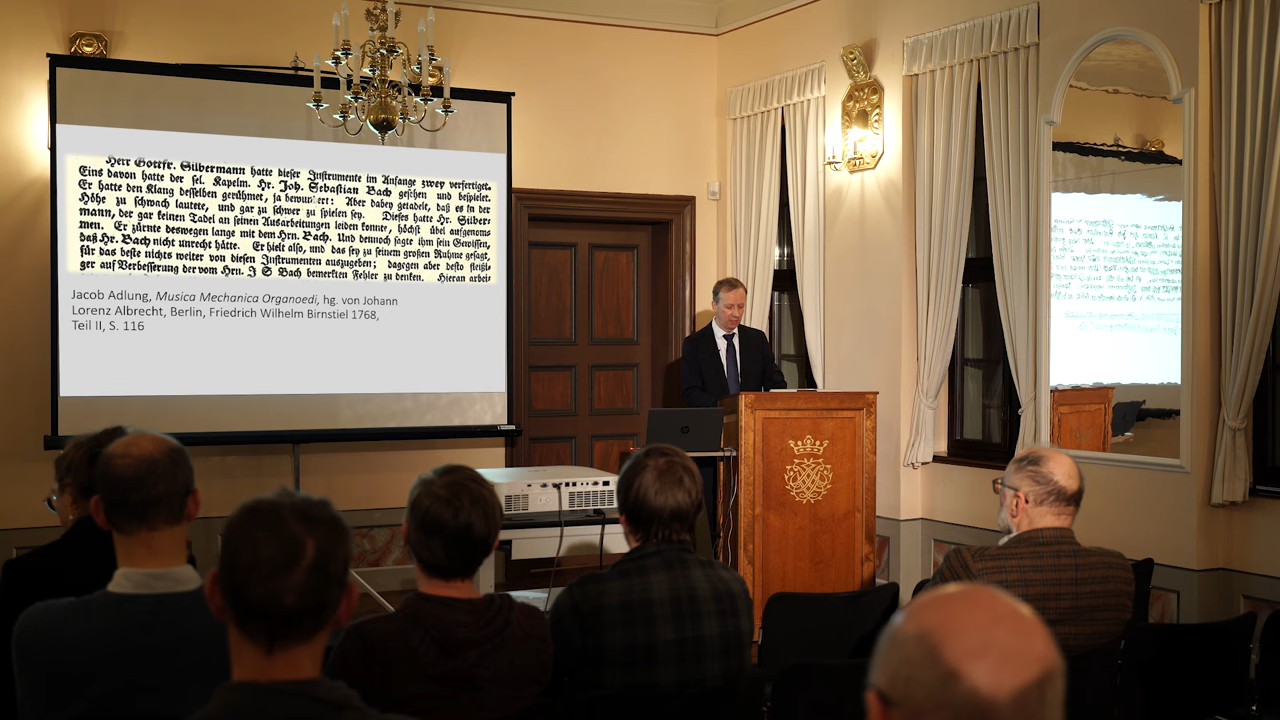 Herr Gottfr. Silbermann hatte dieser Instrumente im Anfange zwey verfertiget.
Eins davon hatte der sel. Kapelm. Hr. Joh. Sebastian Bach gesehen und bespielet.
Er hatte den Klang desselben gerühmet, ja bewundert: Aber dabey getadelt, daß es in der
Höhe zu schwach lautete, und gar zu schwer zu spielen sey. Dieses hatte Hr. Silber-
mann, der gar keinen Tadel an seinen Ausarbeitungen leiden konnte, höchst übel aufgenom-
men. Er zürnte deswegen lange mit dem Hrn. Bach. Und dennoch sagte ihm sein Gewissen,
daß Hr. Bach nicht unrecht hätte. Er hielt also, und das sey zu seinem großen Ruhme gesagt,
für das beste nichts weiter von diesen Instrumenten auszugeben; dagegen aber desto fleißi-
ger auf Verbesserung der vom Hrn. J S Bach bemerkten Fehler zu denken. Hieran arbei-
Jacob Adlung, Musica Mechanica Organoedi, hg. von Johann
Lorenz Albrecht, Berlin, Friedrich Wilhelm Birnstiel 1768,
Teil II, S. 116
hp